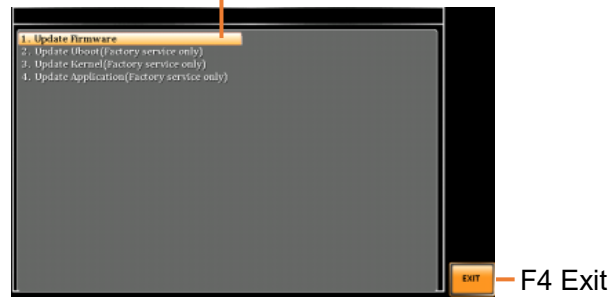 1. Update Firmware
2. Update Uboot(Factory service only)
3. Update Kernel(Factory service only)
4. Update Application(Factory service only)
EXIT
F4 Exit